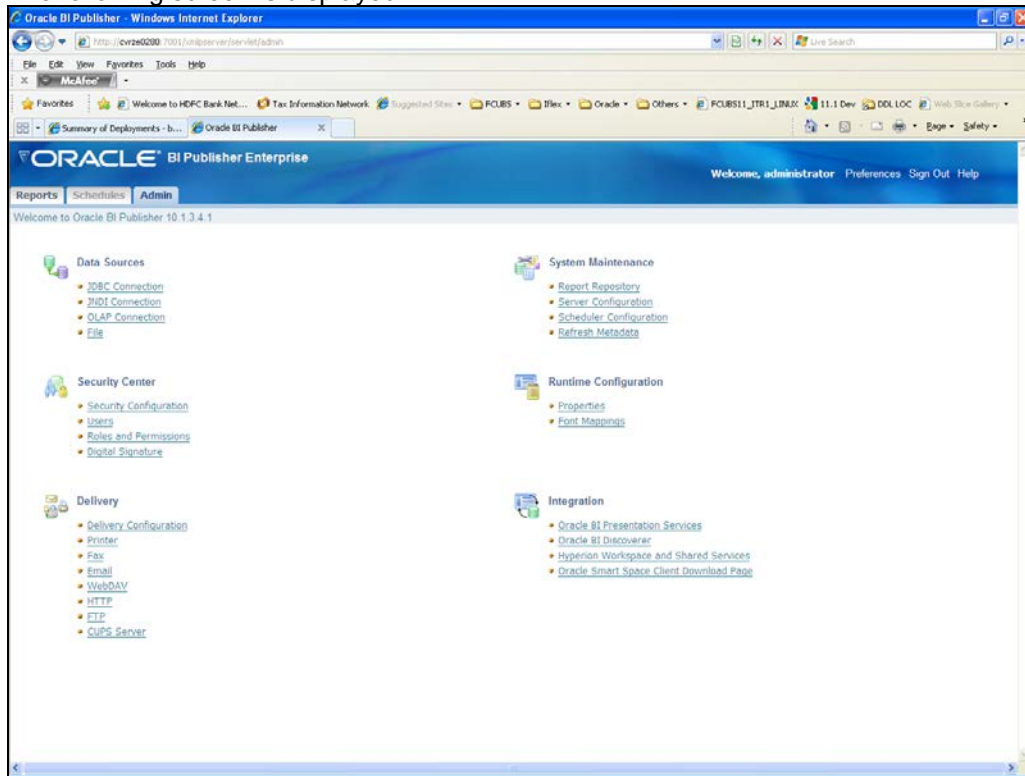 Oracle BI Publisher - Windows Internet Explorer
http://cvrze0280:7001/xmlpserver/servlet/admin
Live Search
File Edit View Favorites Tools Help
McAfee
Favorites Welcome to HDFC Bank Net... Tax Information Network Suggested Sites FCUBS Iflex Oracle Others FCUBS11_ITR1_LINUX 11.1 Dev DDL LOC Web Slice Gallery
Summary of Deployments - b... Oracle BI Publisher X Page Safety
ORACLE BI Publisher Enterprise
Welcome, administrator Preferences Sign Out Help
Reports Schedules Admin
Welcome to Oracle BI Publisher 10.1.3.4.1
Data Sources
JDBC Connection
JNDI Connection
OLAP Connection
File
System Maintenance
Report Repository
Server Configuration
Scheduler Configuration
Refresh Metadata
Security Center
Security Configuration
Users
Roles and Permissions
Digital Signature
Runtime Configuration
Properties
Font Mappings
Delivery
Delivery Configuration
Printer
Fax
Email
WebDAV
HTTP
FTP
CUPS Server
Integration
Oracle BI Presentation Services
Oracle BI Discoverer
Hyperion Workspace and Shared Services
Oracle Smart Space Client Download Page